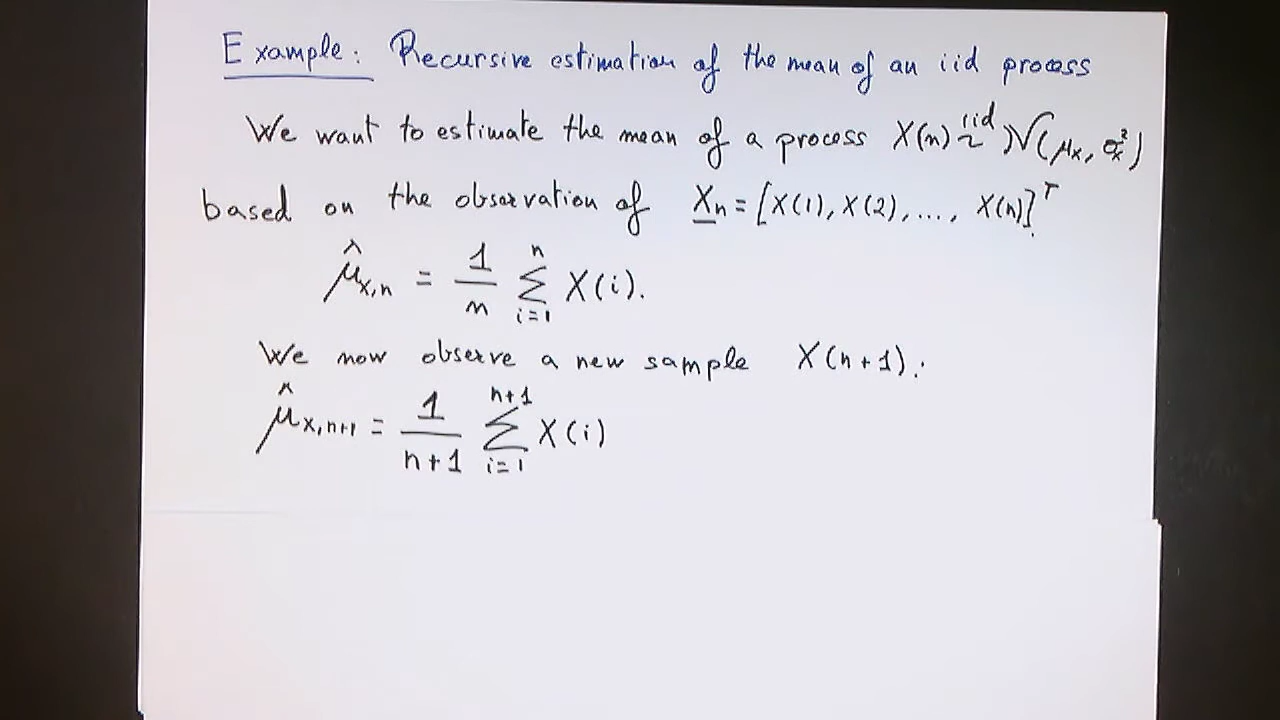 Example: Recursive estimation of the mean of an iid process
We want to estimate the mean of a process X(n) iid ~ N(μx, σx²)
based on the observation of Xn = [X(1), X(2), ..., X(n)]ᵀ.
μ̂x,n = 1/n Σ_{i=1}^{n} X(i).
We now observe a new sample X(n+1):
μ̂x,n+1 = 1/(n+1) Σ_{i=1}^{n+1} X(i)